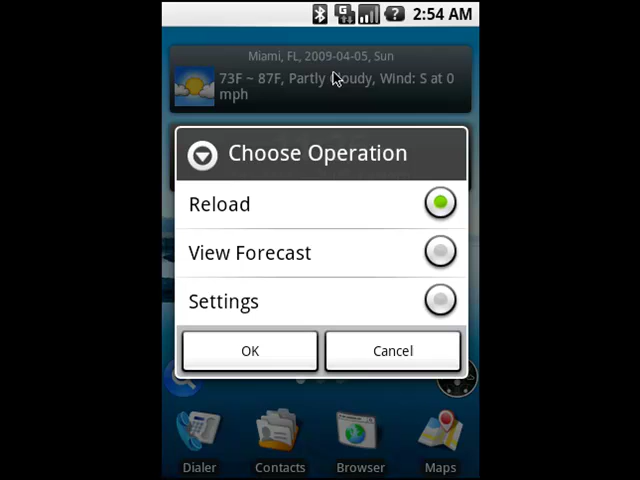 2:54 AM
Miami, FL, 2009-04-05, Sun
73F ~ 87F, Partly Cloudy, Wind: S at 0
mph
Choose Operation
Reload
View Forecast
Settings
OK Cancel
Dialer Contacts Browser Maps